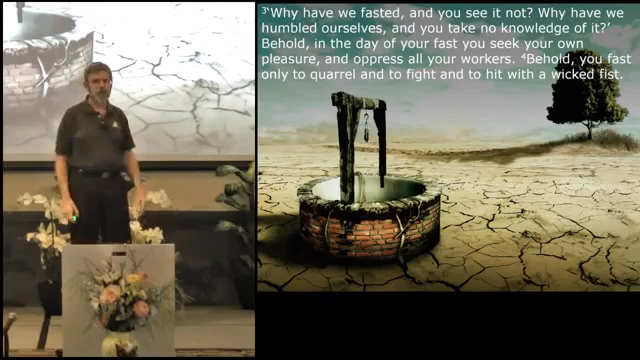 ³‘Why have we fasted, and you see it not? Why have we
humbled ourselves, and you take no knowledge of it?’
Behold, in the day of your fast you seek your own
pleasure, and oppress all your workers. ⁴Behold, you fast
only to quarrel and to fight and to hit with a wicked fist.